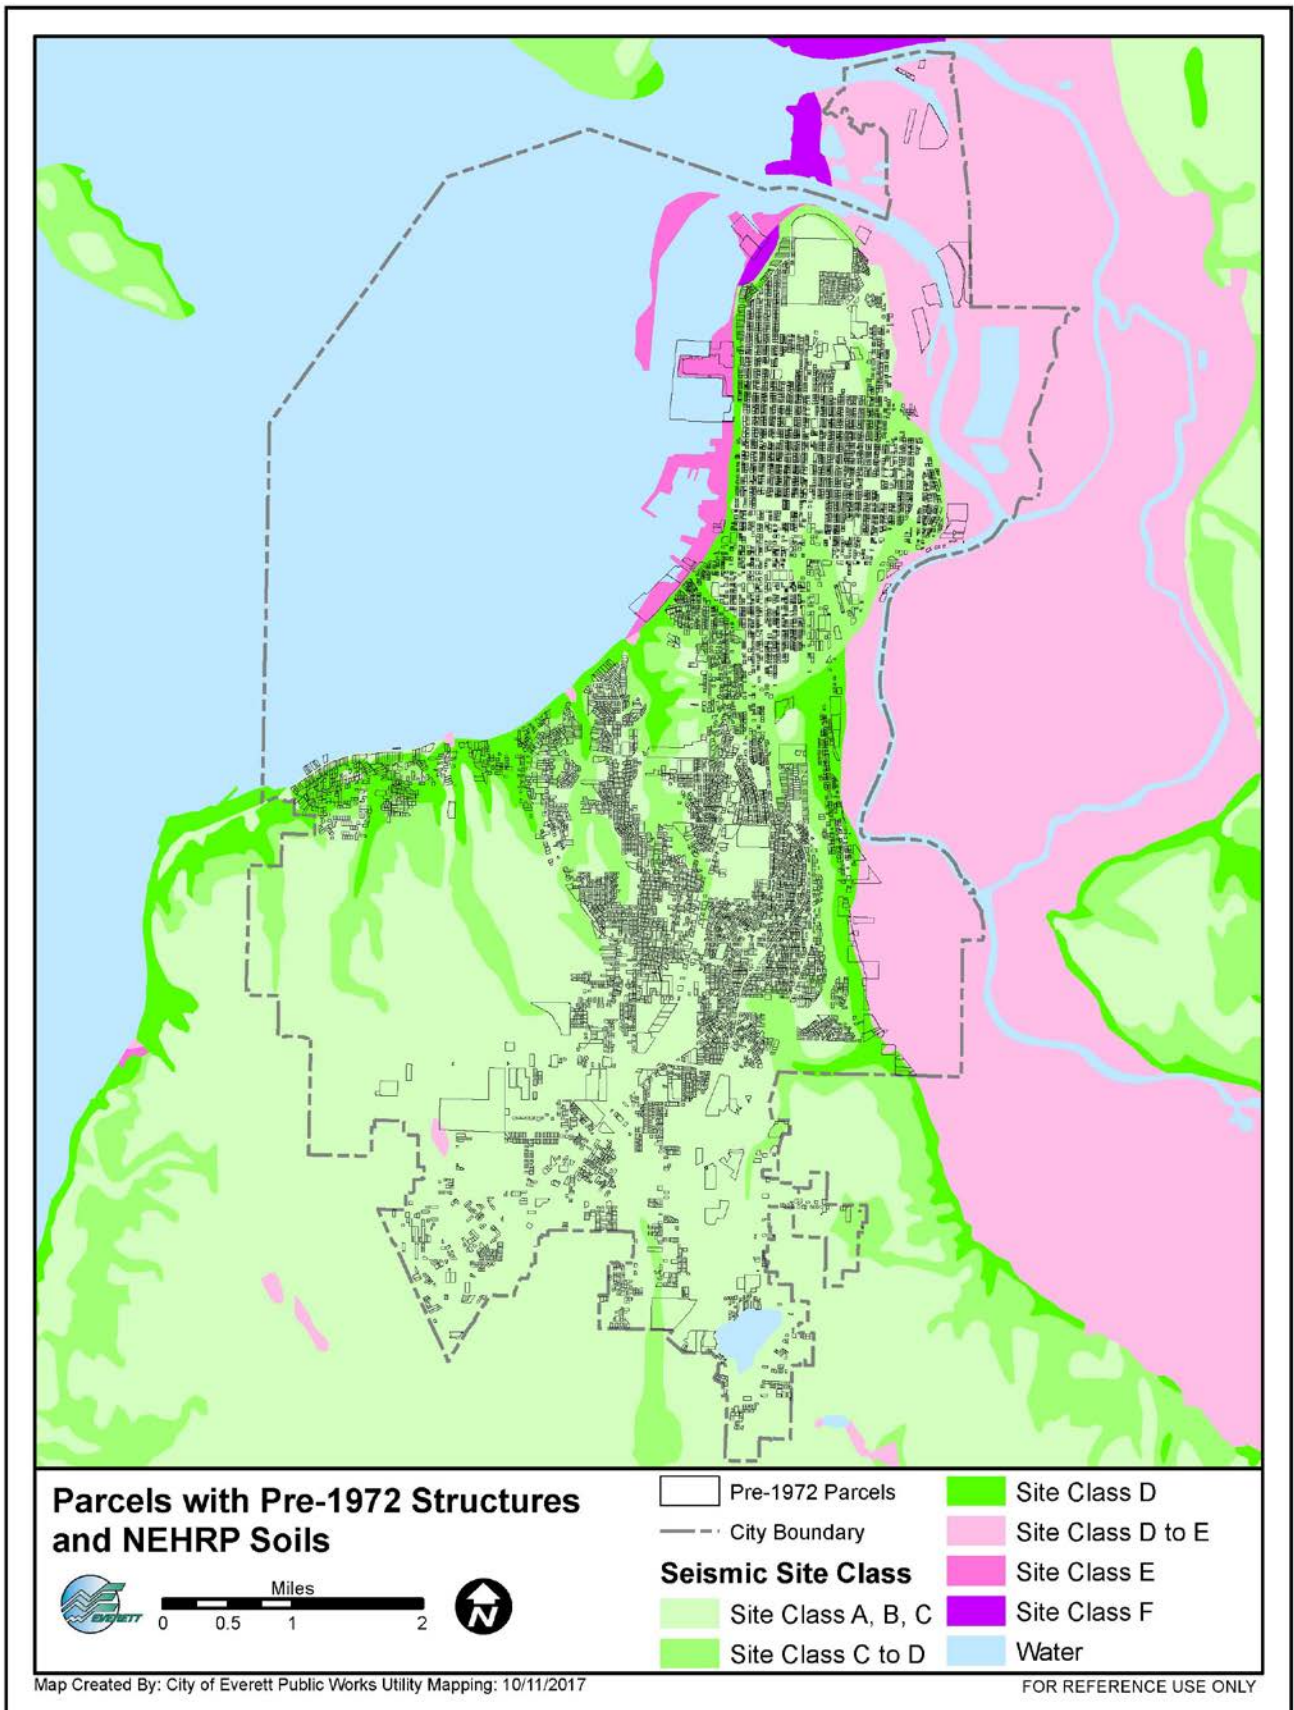 Parcels with Pre-1972 Structures
and NEHRP Soils
EVERETT
Miles
0 0.5 1 2
N
Pre-1972 Parcels
City Boundary
Seismic Site Class
Site Class A, B, C
Site Class C to D
Site Class D
Site Class D to E
Site Class E
Site Class F
Water
Map Created By: City of Everett Public Works Utility Mapping: 10/11/2017
FOR REFERENCE USE ONLY